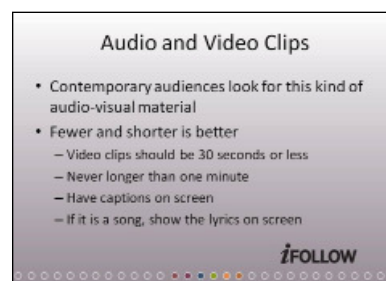 Audio and Video Clips
• Contemporary audiences look for this kind of
audio-visual material
• Fewer and shorter is better
– Video clips should be 30 seconds or less
– Never longer than one minute
– Have captions on screen
– If it is a song, show the lyrics on screen
iFOLLOW